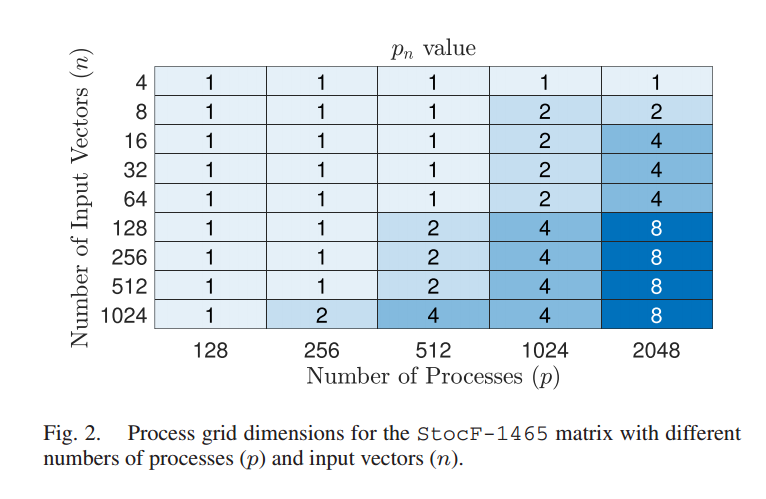 pn value
Number of Input Vectors (n)
4 1 1 1 1 1
8 1 1 1 2 2
16 1 1 1 2 4
32 1 1 1 2 4
64 1 1 1 2 4
128 1 1 2 4 8
256 1 1 2 4 8
512 1 1 2 4 8
1024 1 2 4 4 8
128 256 512 1024 2048
Number of Processes (p)
Fig. 2. Process grid dimensions for the StocF-1465 matrix with different
numbers of processes (p) and input vectors (n).